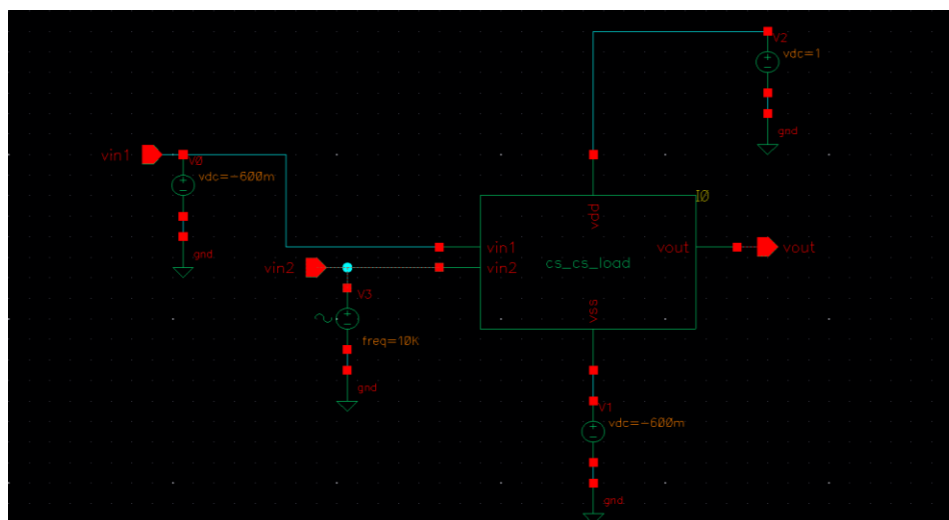 V2
vdc=1
gnd
vin1
V0
vdc=-600m
gnd
I0
vdd
vin1
vout
vout
vin2
vin2
cs_cs_load
vss
V3
freq=10K
gnd
V1
vdc=-600m
gnd